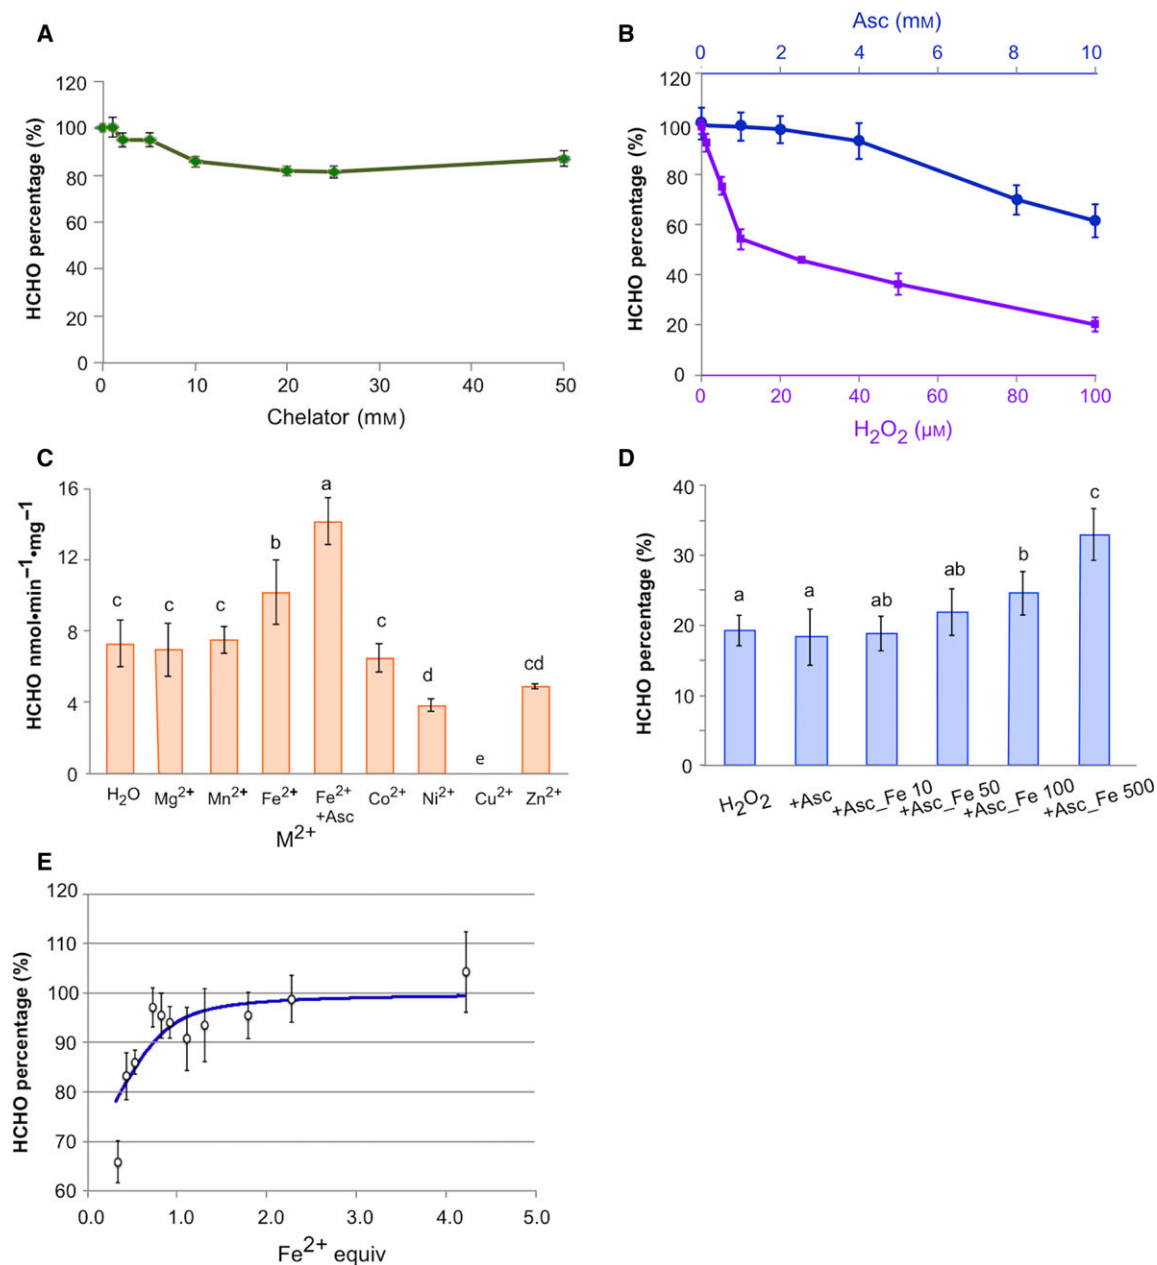 A
120
100
80
60
40
20
0
HCHO percentage (%)
0 10 20 30 40 50
Chelator (mM)
B
Asc (mM)
0 2 4 6 8 10
120
100
80
60
40
20
0
HCHO percentage (%)
0 20 40 60 80 100
H₂O₂ (µM)
C
16
12
8
4
0
HCHO nmol•min⁻¹•mg⁻¹
c c c b a c d e cd
H₂O Mg²⁺ Mn²⁺ Fe²⁺ Fe²⁺ Co²⁺ Ni²⁺ Cu²⁺ Zn²⁺
+Asc
M²⁺
D
40
30
20
10
0
HCHO percentage (%)
a a ab ab b c
H₂O₂ +Asc +Asc_Fe 10 +Asc_Fe 50 +Asc_Fe 100 +Asc_Fe 500
E
120
110
100
90
80
70
60
HCHO percentage (%)
0.0 1.0 2.0 3.0 4.0 5.0
Fe²⁺ equiv